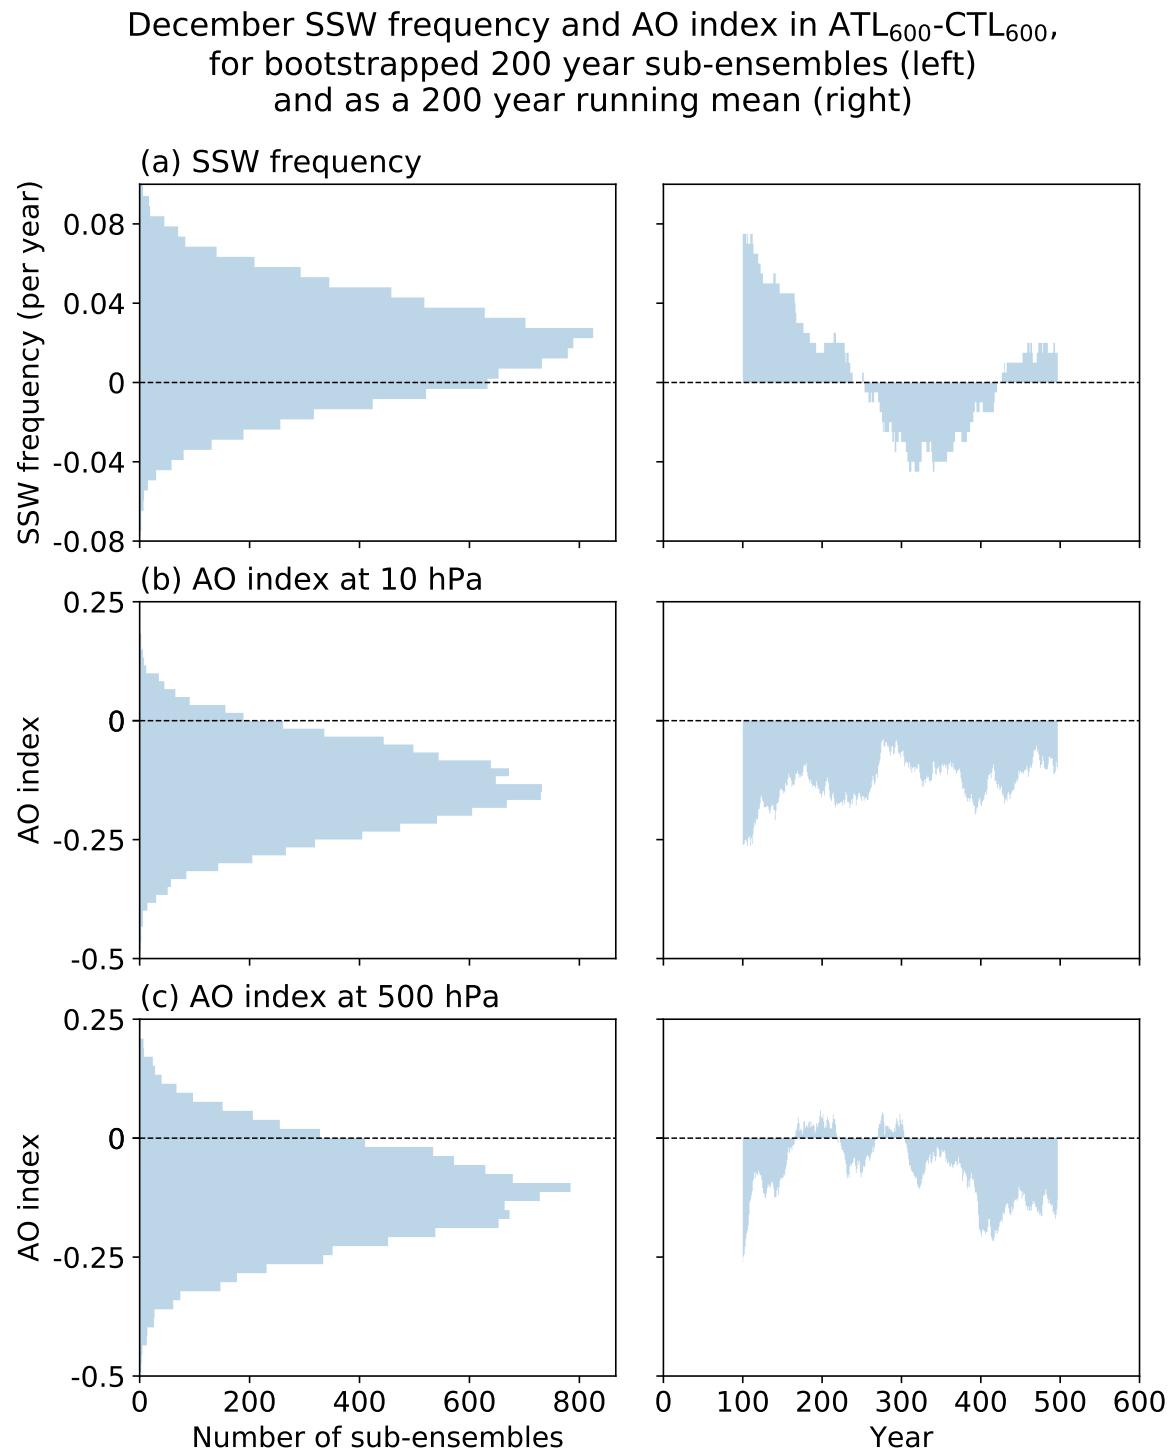 December SSW frequency and AO index in ATL₆₀₀-CTL₆₀₀,
for bootstrapped 200 year sub-ensembles (left)
and as a 200 year running mean (right)
(a) SSW frequency
SSW frequency (per year)
0.08
0.04
0
-0.04
-0.08
(b) AO index at 10 hPa
AO index
0.25
0
-0.25
-0.5
(c) AO index at 500 hPa
AO index
0.25
0
-0.25
-0.5
0 200 400 600 800
Number of sub-ensembles
0 100 200 300 400 500 600
Year